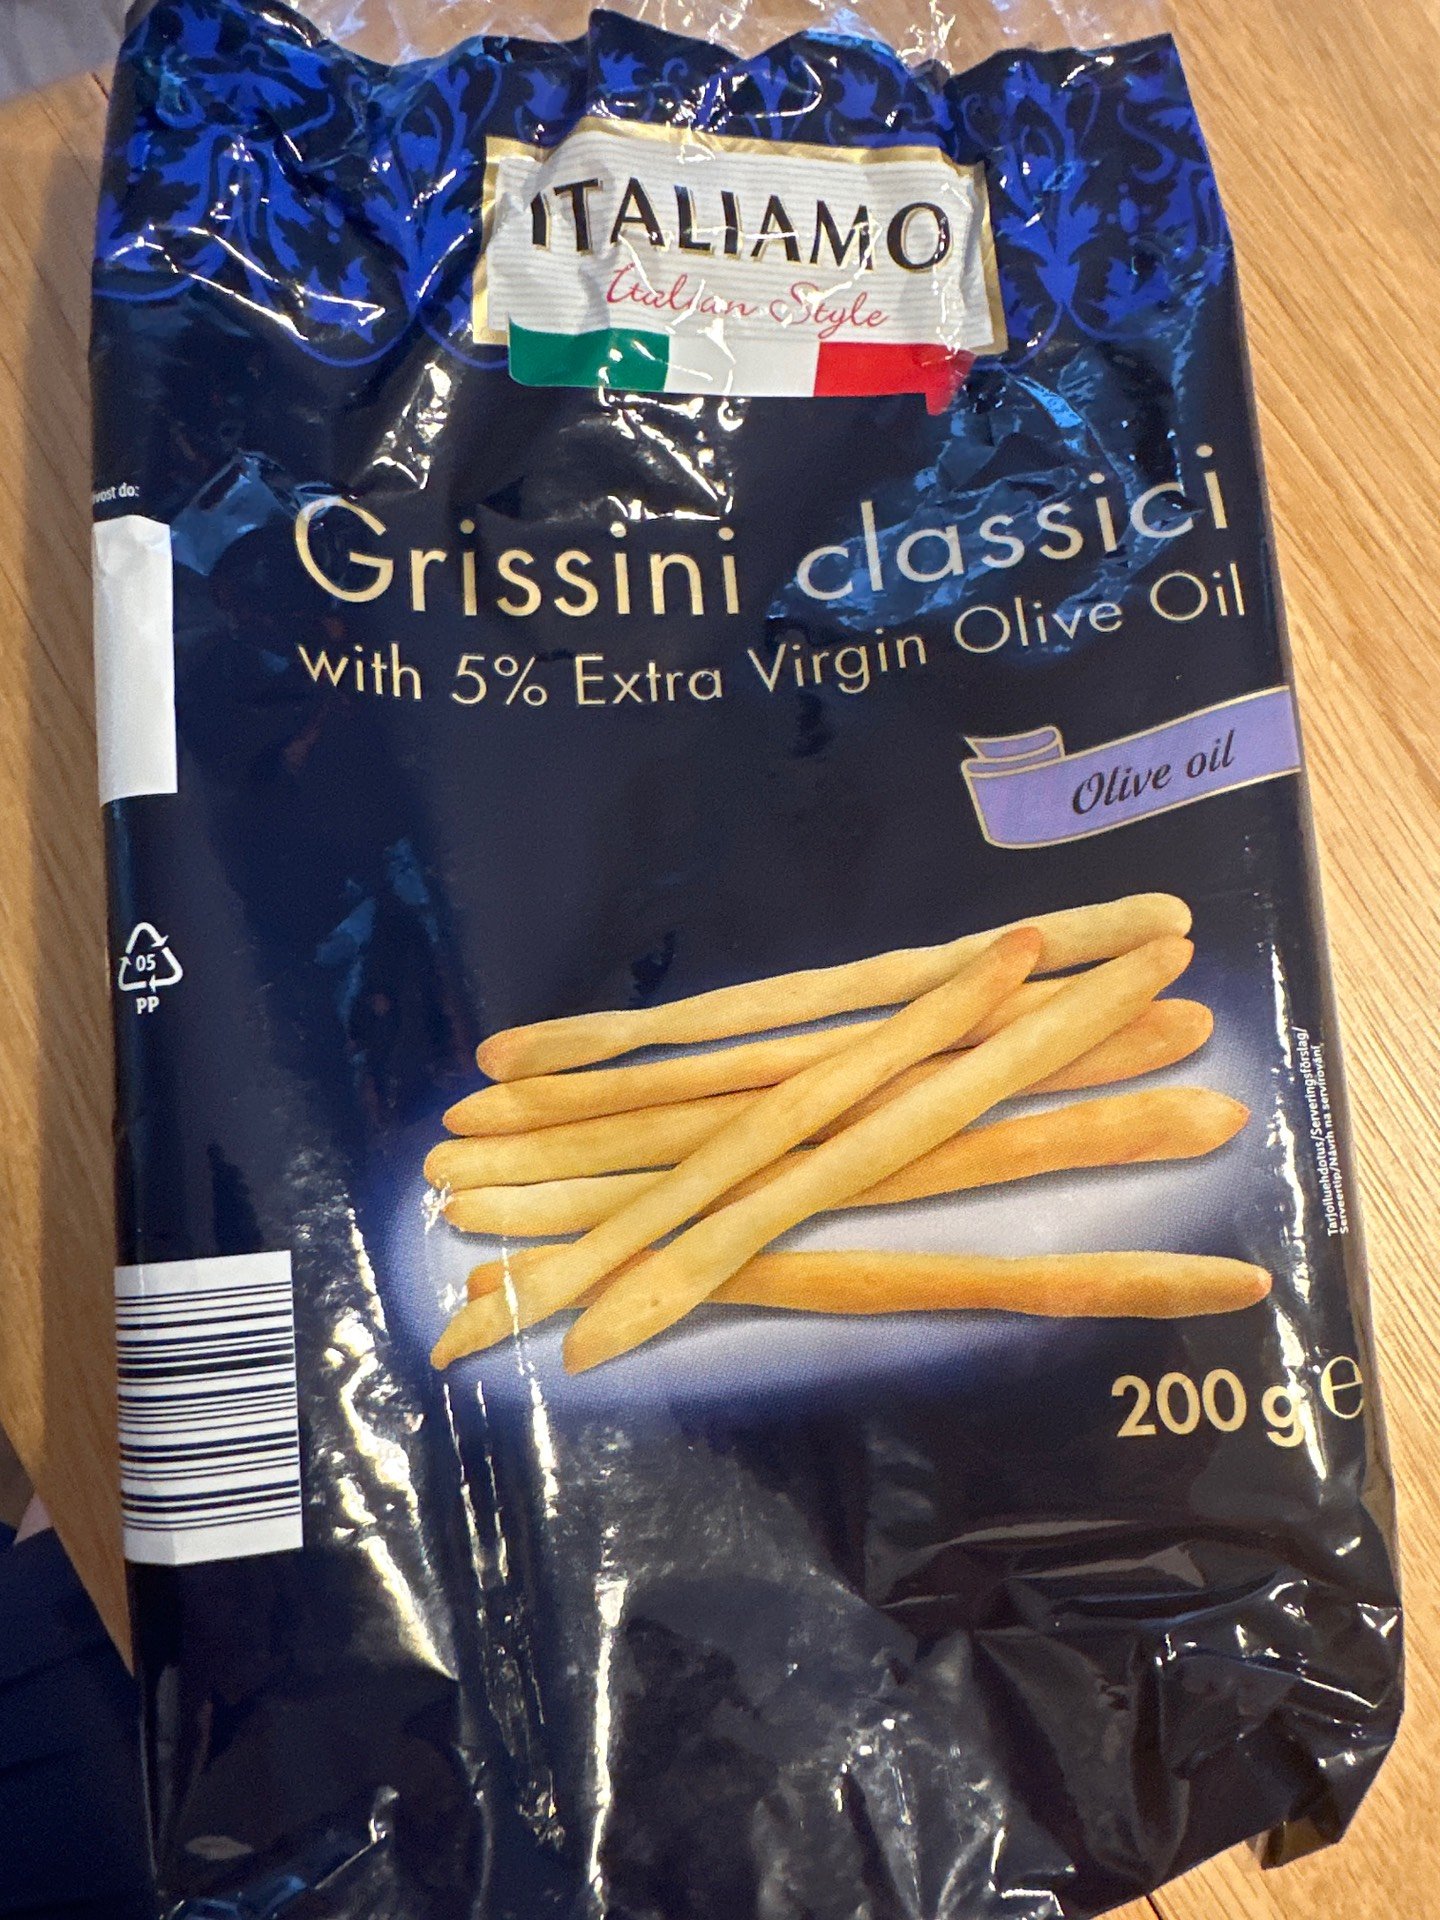 ITALIAMO
Italian Style
Grissini classici
with 5% Extra Virgin Olive Oil
Olive oil
do:
05
PP
Tarjoiluehdotus/Serveringsförslag/
Serveertip/Návrh na servírování
200 g e